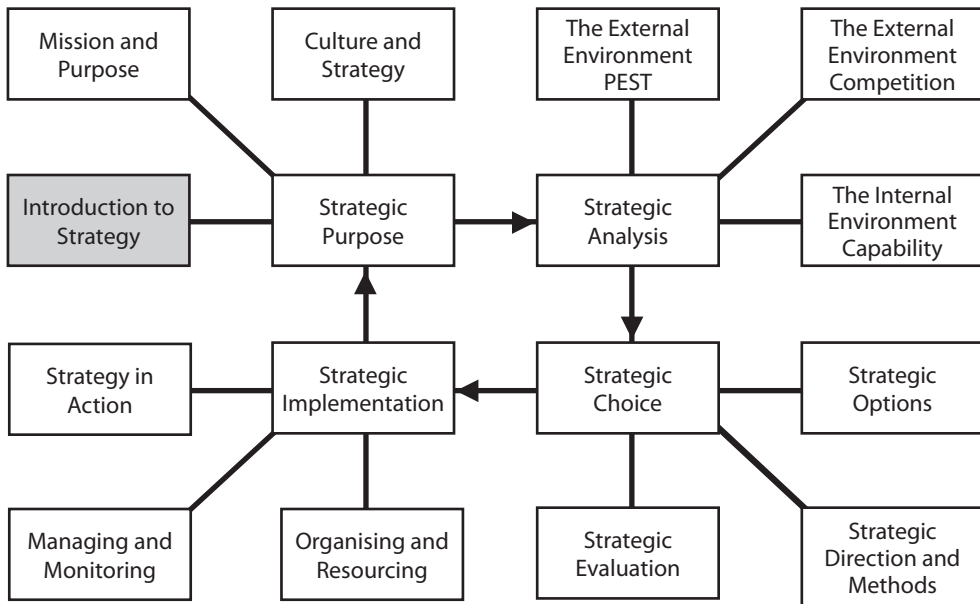 Mission and
Purpose
Culture and
Strategy
The External
Environment
PEST
The External
Environment
Competition
Introduction to
Strategy
Strategic
Purpose
Strategic
Analysis
The Internal
Environment
Capability
Strategy in
Action
Strategic
Implementation
Strategic
Choice
Strategic
Options
Managing and
Monitoring
Organising and
Resourcing
Strategic
Evaluation
Strategic
Direction and
Methods